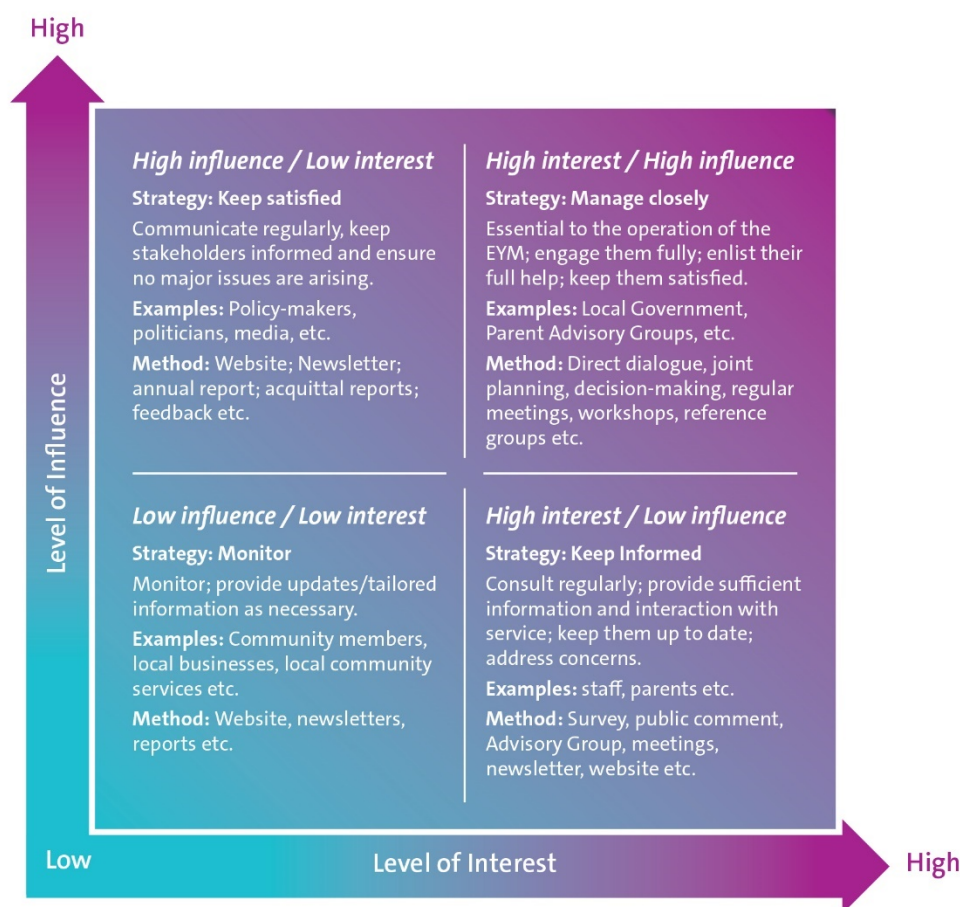 High
High influence / Low interest
Strategy: Keep satisfied
Communicate regularly, keep
stakeholders informed and ensure
no major issues are arising.
Examples: Policy-makers,
politicians, media, etc.
Method: Website; Newsletter;
annual report; acquittal reports;
feedback etc.
High interest / High influence
Strategy: Manage closely
Essential to the operation of the
EYM; engage them fully; enlist their
full help; keep them satisfied.
Examples: Local Government,
Parent Advisory Groups, etc.
Method: Direct dialogue, joint
planning, decision-making, regular
meetings, workshops, reference
groups etc.
Level of Influence
Low influence / Low interest
Strategy: Monitor
Monitor; provide updates/tailored
information as necessary.
Examples: Community members,
local businesses, local community
services etc.
Method: Website, newsletters,
reports etc.
High interest / Low influence
Strategy: Keep Informed
Consult regularly; provide sufficient
information and interaction with
service; keep them up to date;
address concerns.
Examples: staff, parents etc.
Method: Survey, public comment,
Advisory Group, meetings,
newsletter, website etc.
Low
Level of Interest
High